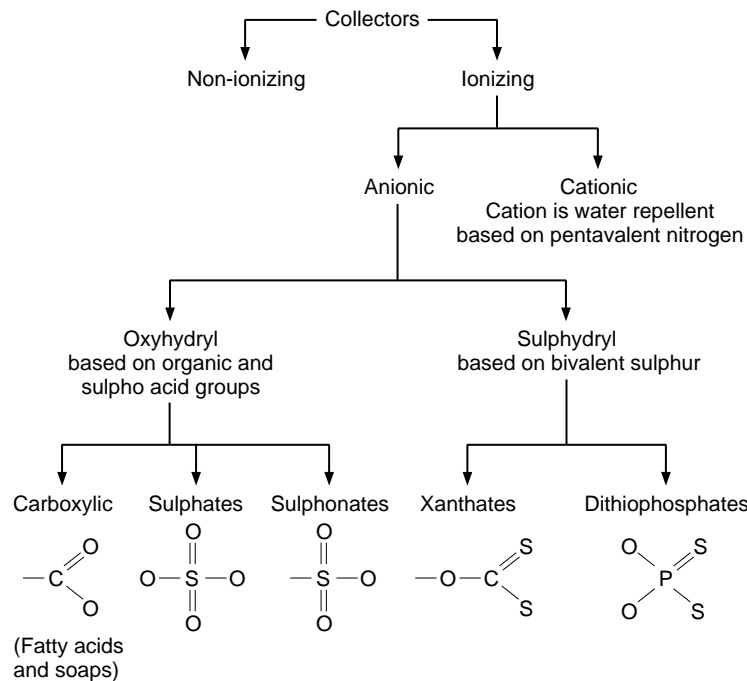 Collectors
Non-ionizing
Ionizing
Anionic
Cationic
Cation is water repellent
based on pentavalent nitrogen
Oxyhydryl
based on organic and
sulpho acid groups
Sulphydryl
based on bivalent sulphur
Carboxylic
Sulphates
Sulphonates
Xanthates
Dithiophosphates
C
O
O
(Fatty acids
and soaps)
O
O S O
O
O
S O
O
O C
S
S
O
O
P
S
S